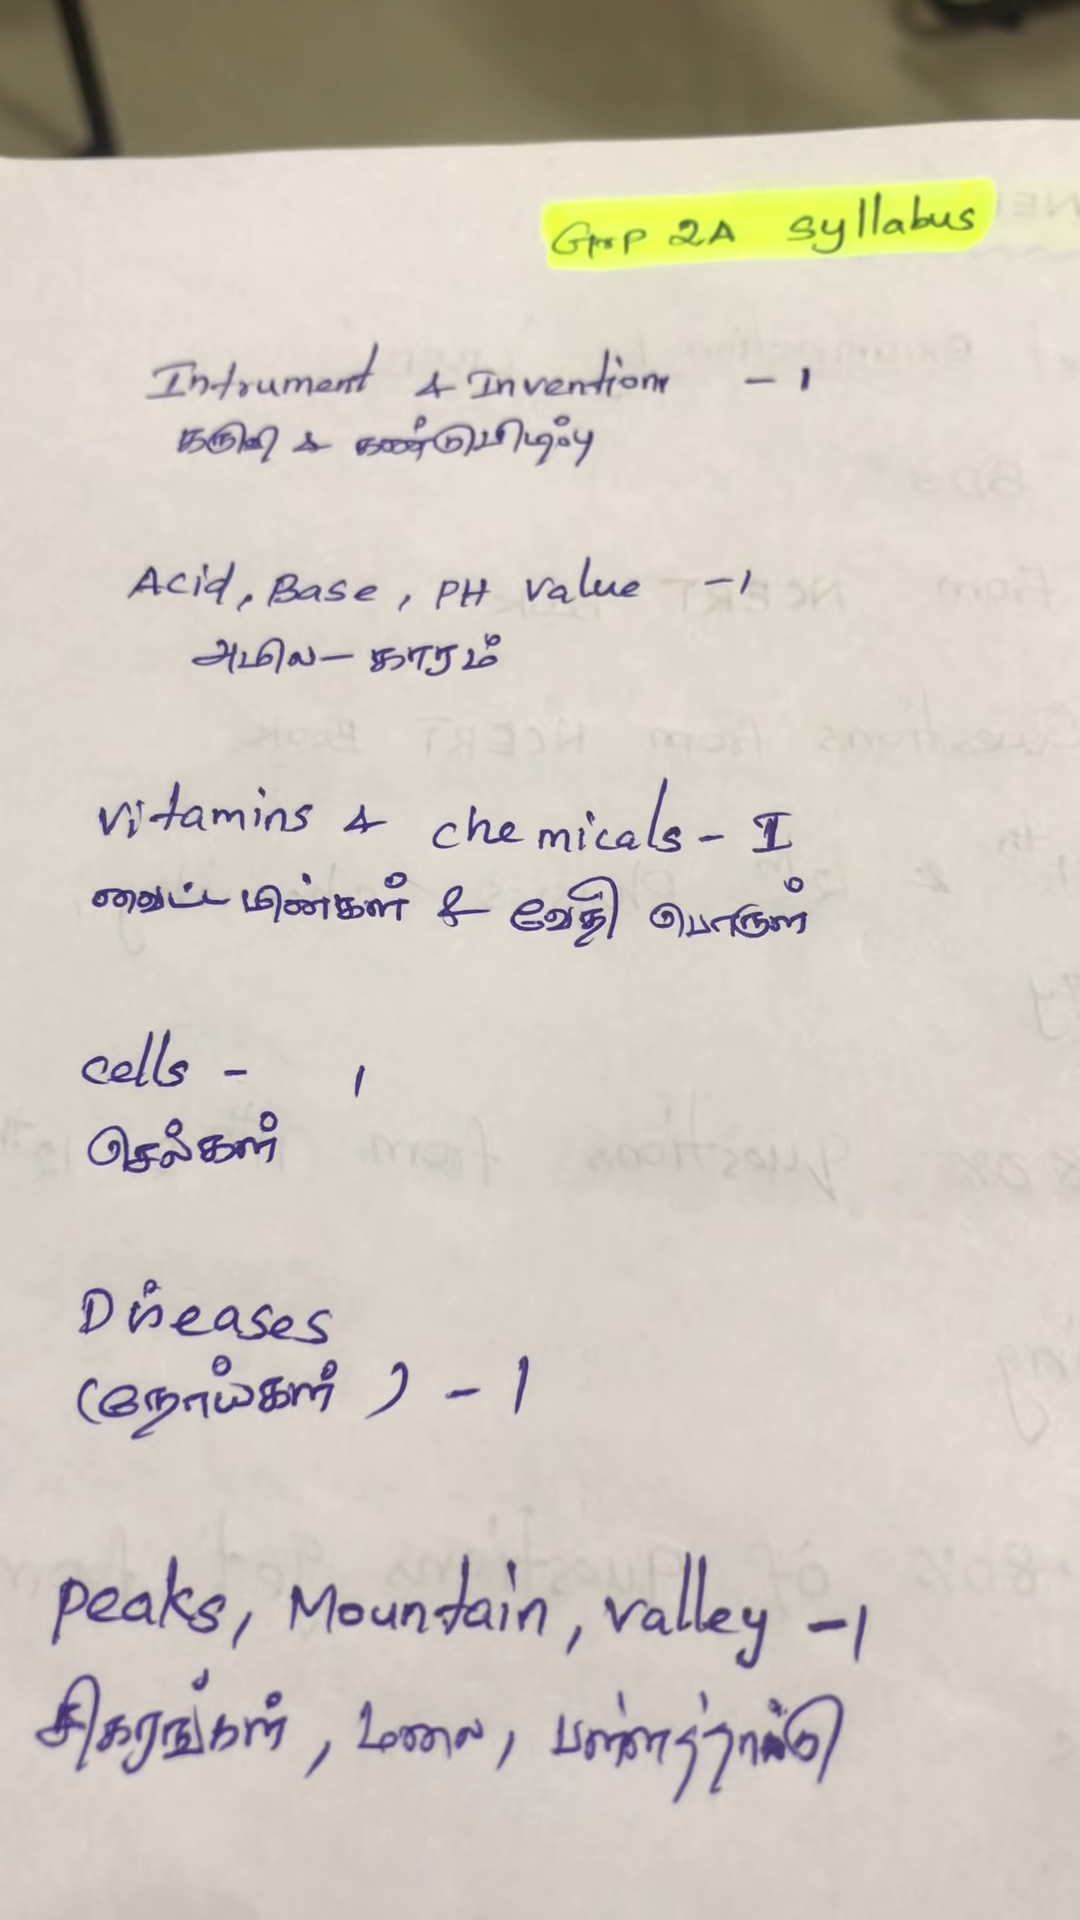 Grp 2A Syllabus
Intrument & Invention - 1
கருவி & கண்டுபிடிப்பு
Acid, Base, PH value - 1
அமில - காரம்
vitamins & chemicals - I
வைட்டமின்கள் & வேதி பொருள்
cells - 1
செல்கள்
Diseases
(நோய்கள்) - 1
Peaks, Mountain, valley - 1
சிகரங்கள், மலை, பள்ளத்தாக்கு